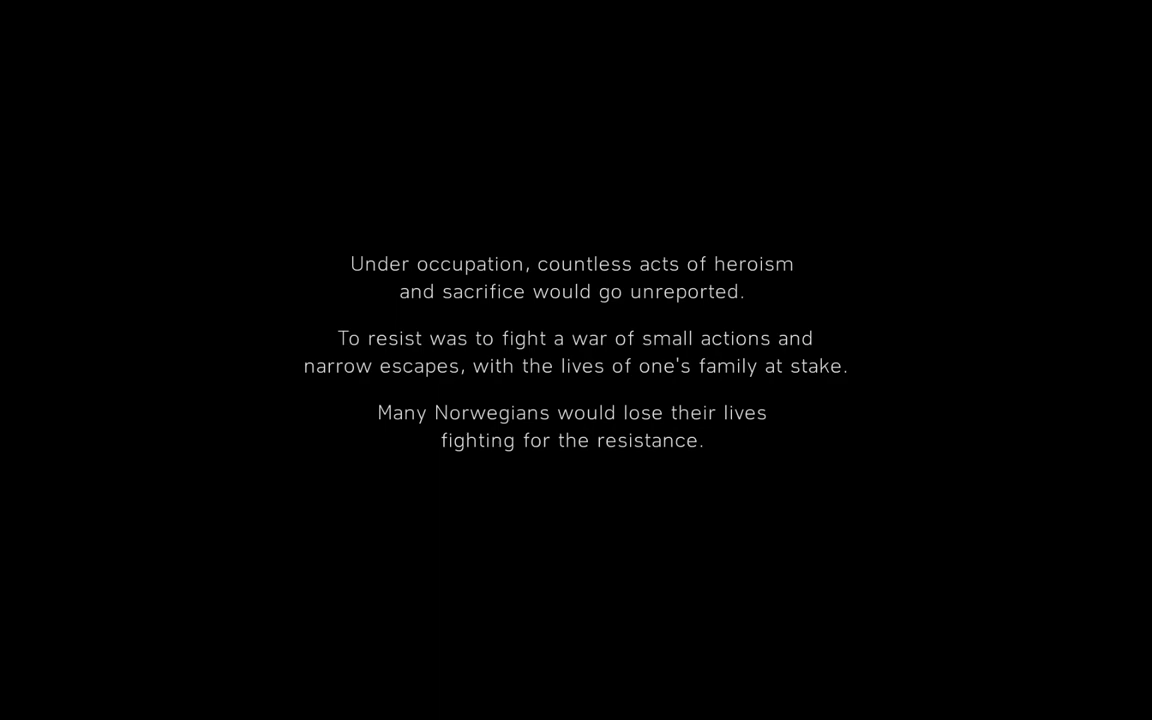 Under occupation, countless acts of heroism
and sacrifice would go unreported.
To resist was to fight a war of small actions and
narrow escapes, with the lives of one's family at stake.
Many Norwegians would lose their lives
fighting for the resistance.